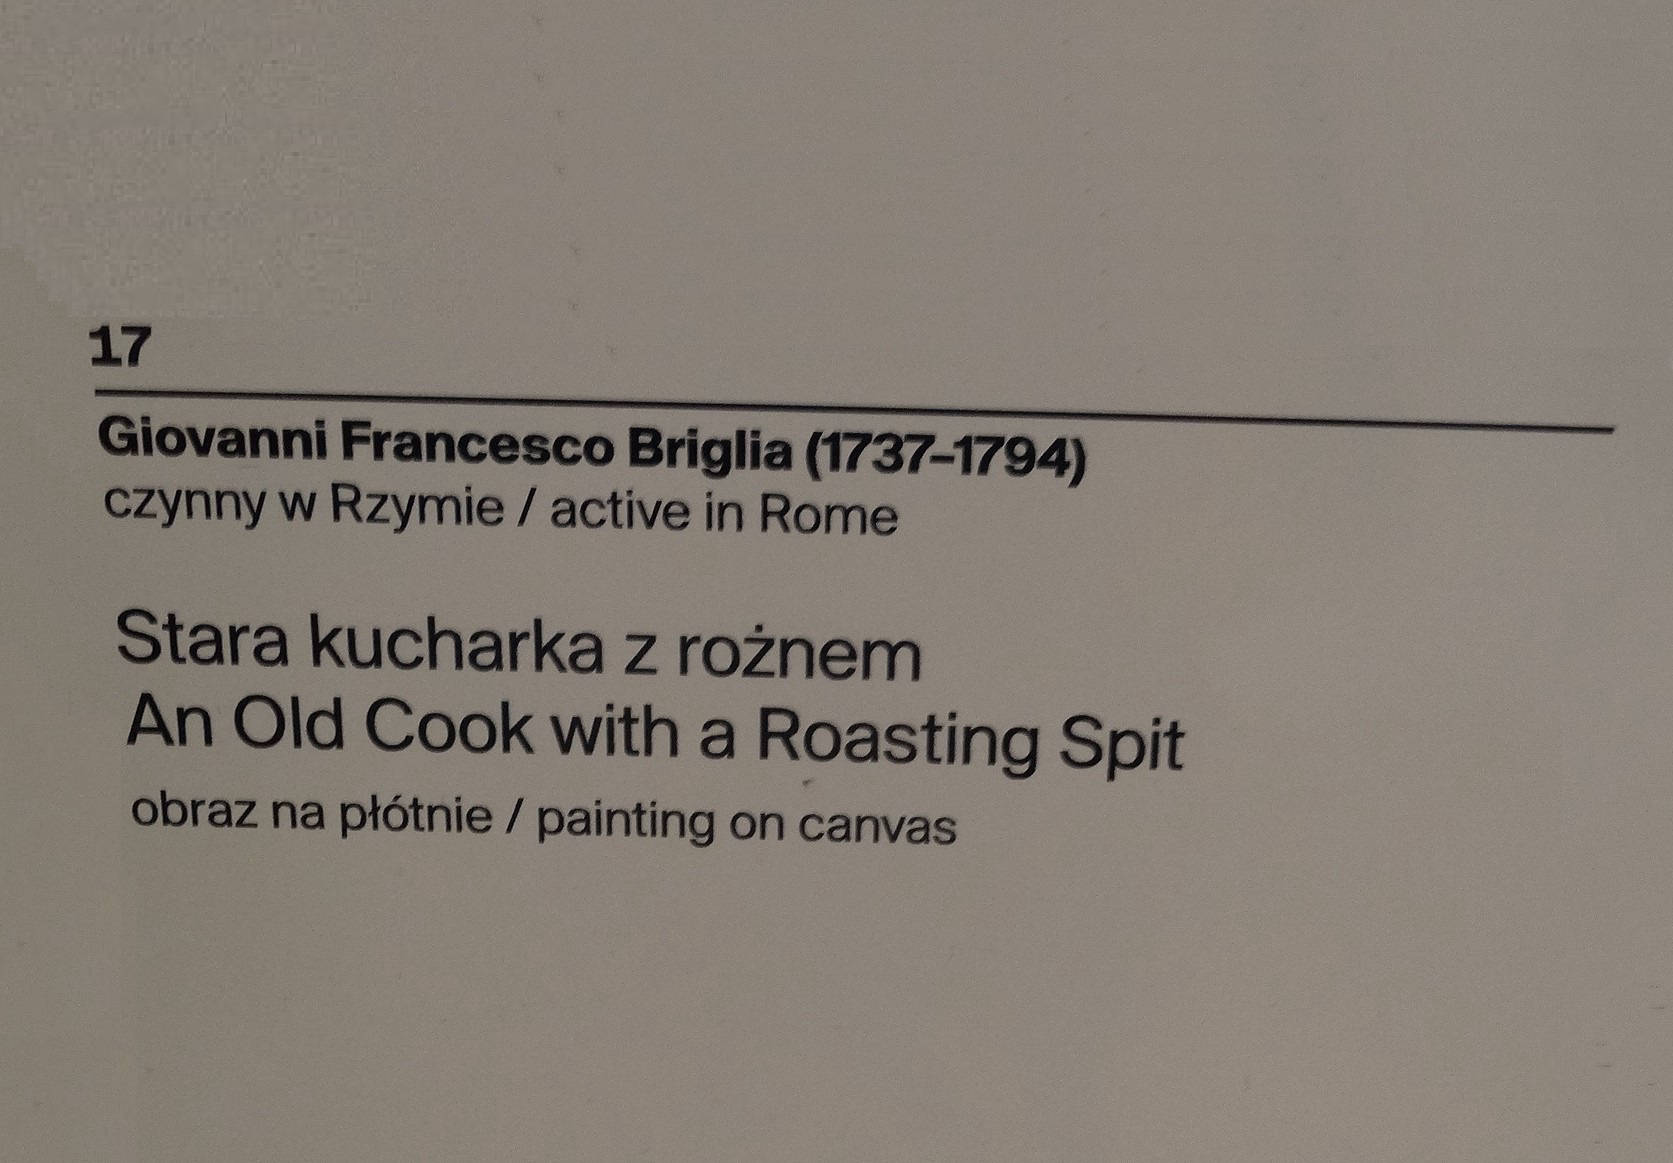 17
Giovanni Francesco Briglia (1737–1794)
czynny w Rzymie / active in Rome
Stara kucharka z rożnem
An Old Cook with a Roasting Spit
obraz na płótnie / painting on canvas